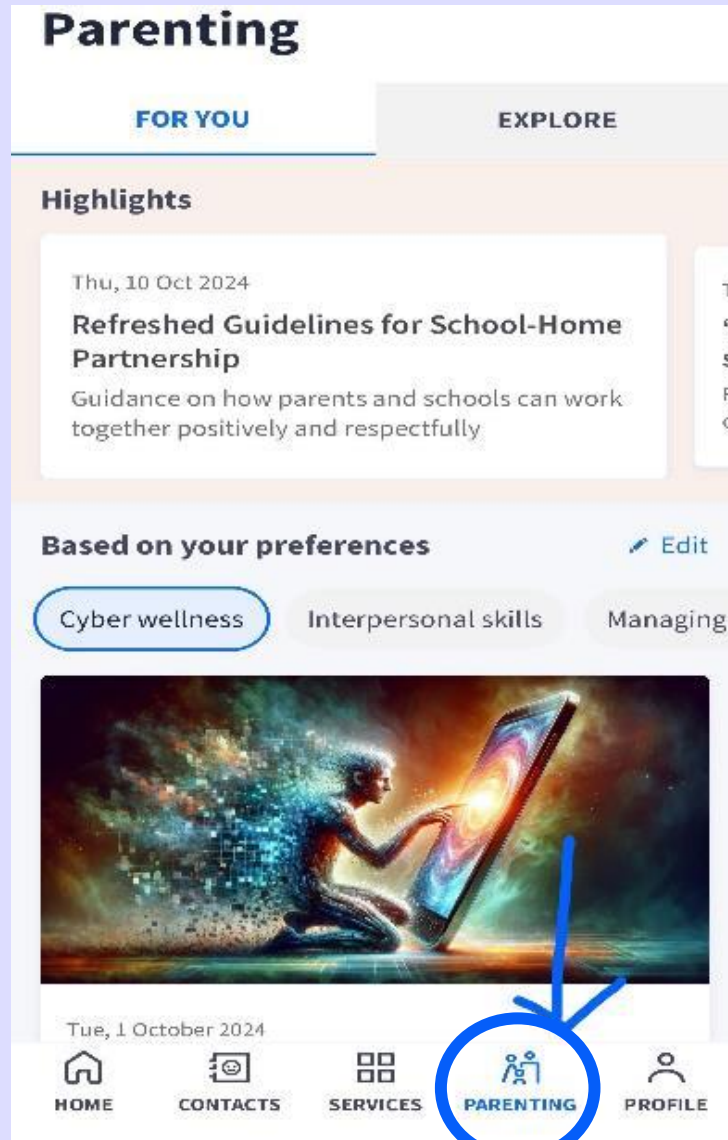 Parenting
FOR YOU
EXPLORE
Highlights
Thu, 10 Oct 2024
Refreshed Guidelines for School-Home
Partnership
Guidance on how parents and schools can work
together positively and respectfully
Based on your preferences
Edit
Cyber wellness
Interpersonal skills
Managing
Tue, 1 October 2024
HOME
CONTACTS
SERVICES
PARENTING
PROFILE